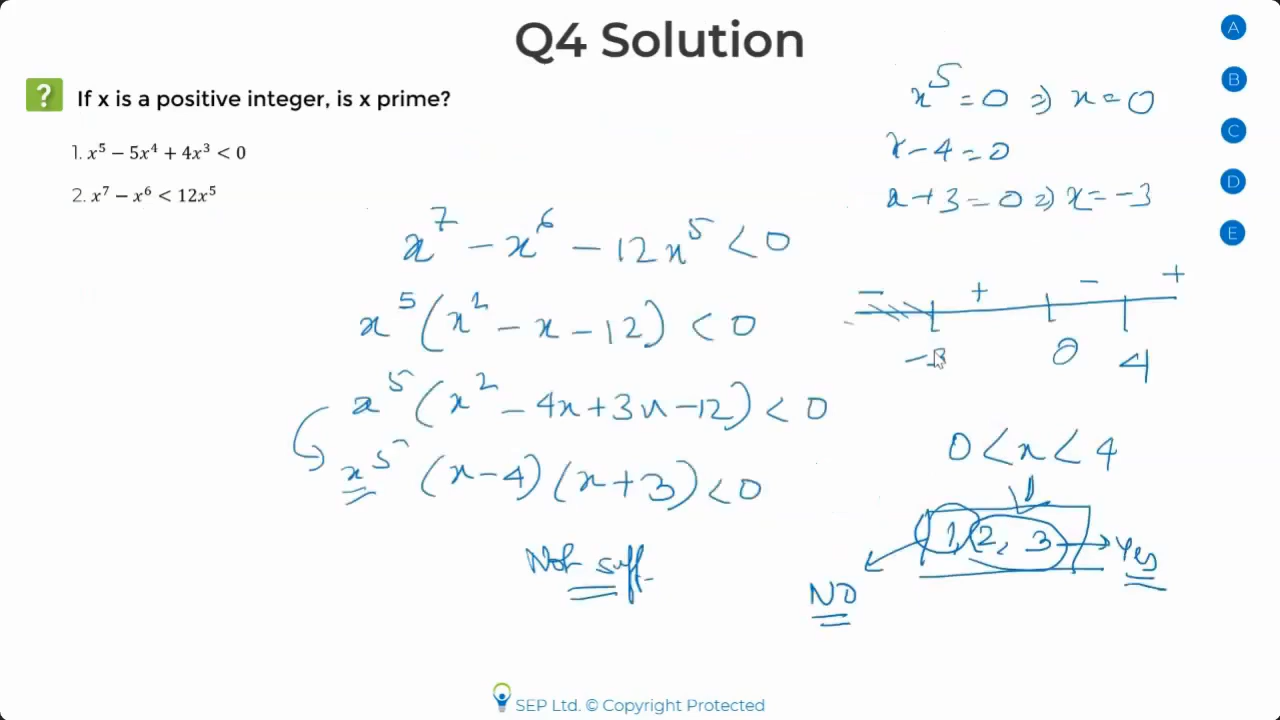 Q4 Solution
? If x is a positive integer, is x prime?
1. x⁵ − 5x⁴ + 4x³ < 0
2. x⁷ − x⁶ < 12x⁵
x⁷ − x⁶ − 12x⁵ < 0
x⁵(x² − x − 12) < 0
x⁵(x² − 4x + 3x − 12) < 0
x⁵(x − 4)(x + 3) < 0
Not suff.
x⁵ = 0 ⇒ x = 0
x − 4 = 0
x + 3 = 0 ⇒ x = −3
− + − +
−3 0 4
0 < x < 4
1, 2, 3
Yes
NO
A
B
C
D
E
SEP Ltd. © Copyright Protected